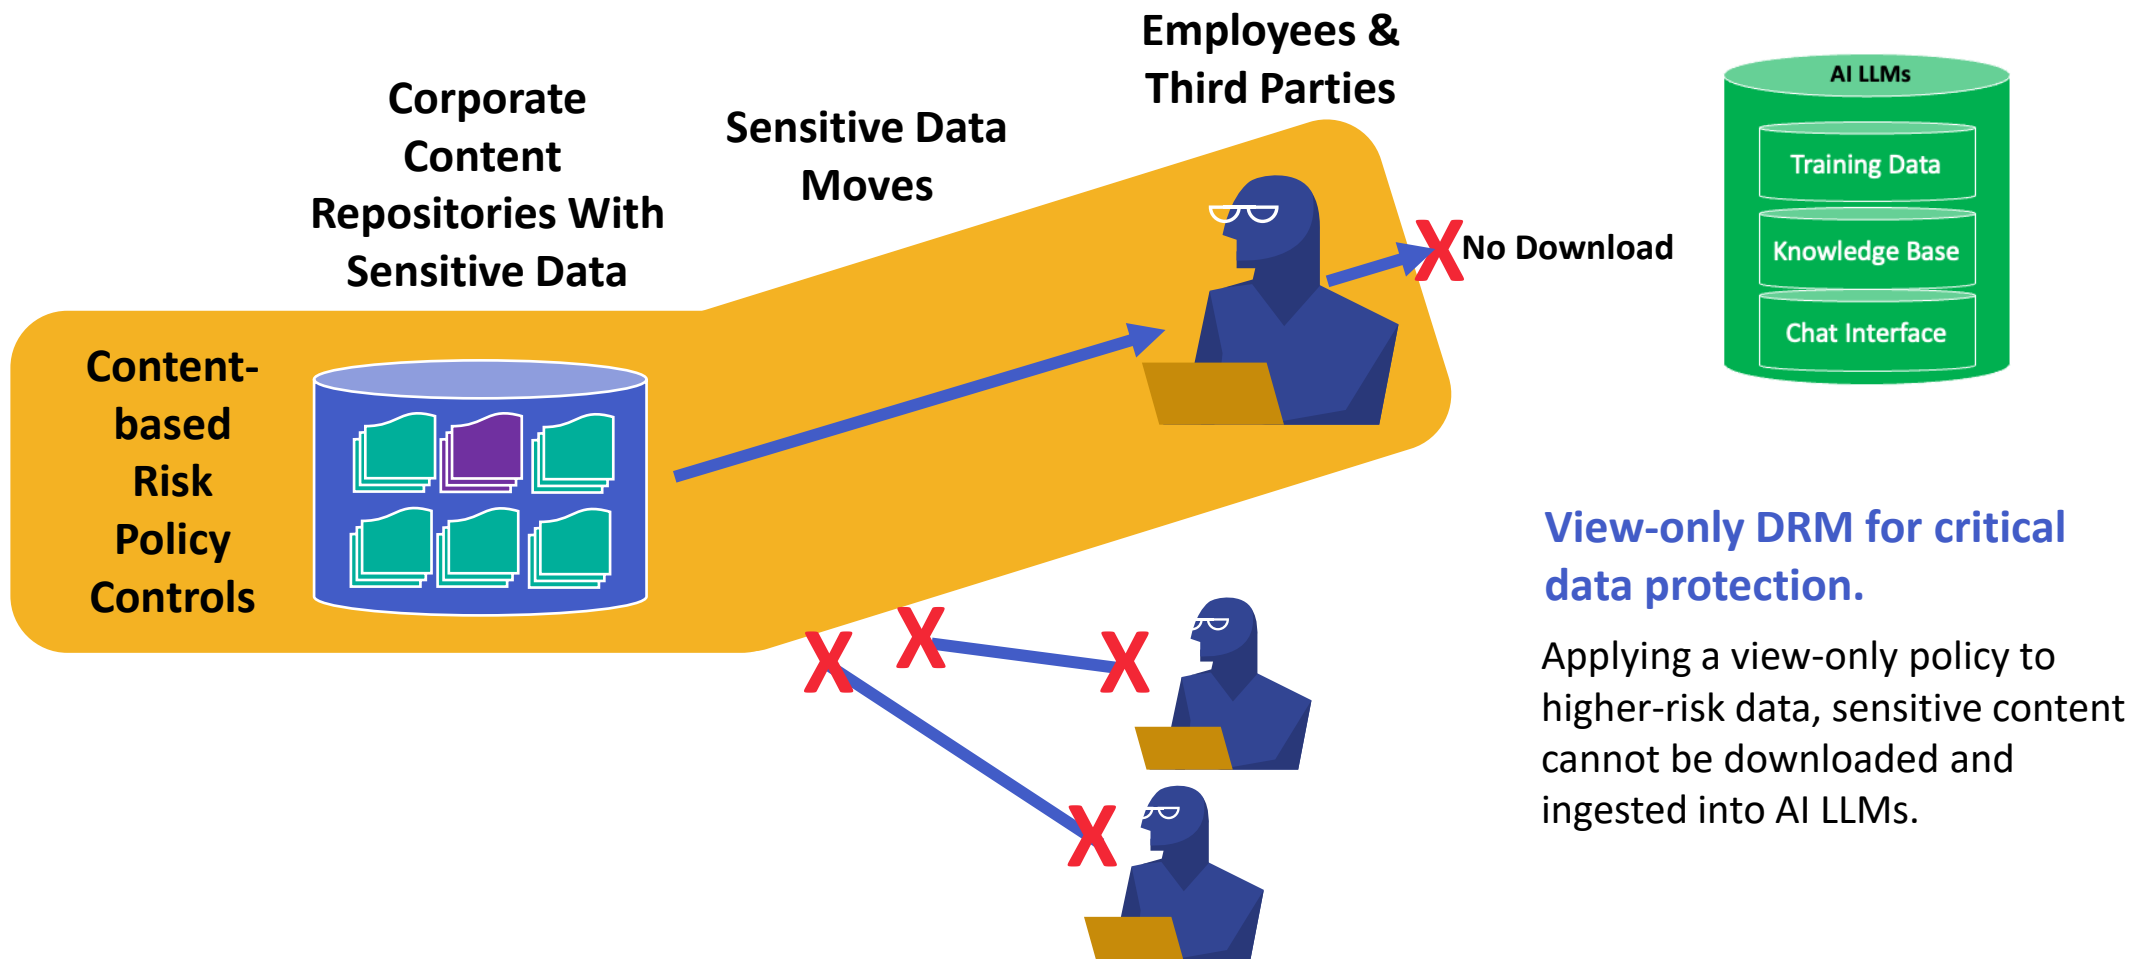 Employees &
Third Parties
Corporate
Content
Repositories With
Sensitive Data
Sensitive Data
Moves
AI LLMs
Training Data
Knowledge Base
Chat Interface
X No Download
Content-
based
Risk
Policy
Controls
X
X
X
X
View-only DRM for critical
data protection.
Applying a view-only policy to
higher-risk data, sensitive content
cannot be downloaded and
ingested into AI LLMs.